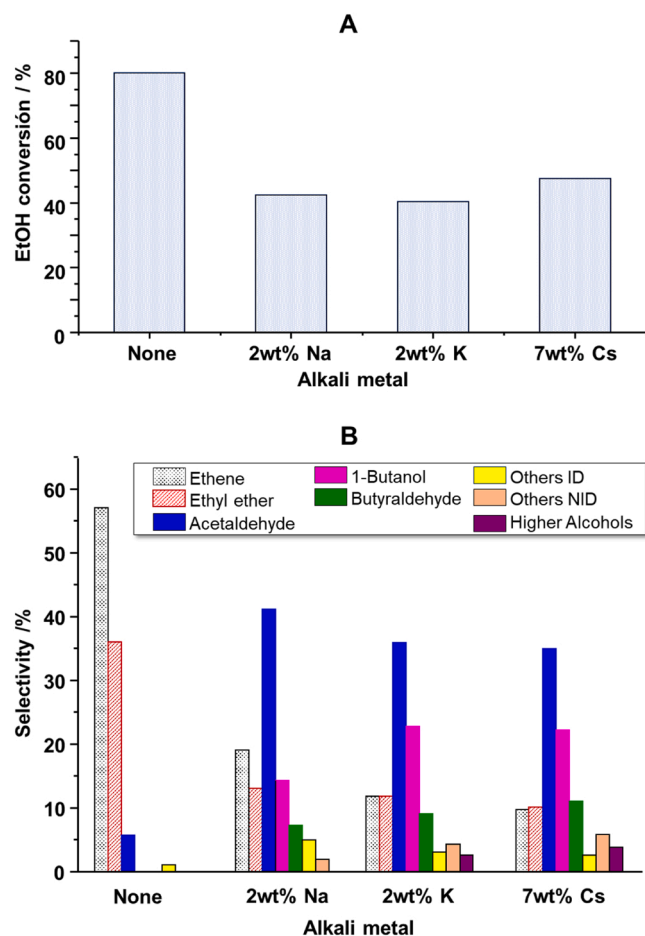 A
EtOH conversión / %
80
60
40
20
0
None 2wt% Na 2wt% K 7wt% Cs
Alkali metal
B
Selectivity /%
60
50
40
30
20
10
0
Ethene 1-Butanol Others ID
Ethyl ether Butyraldehyde Others NID
Acetaldehyde Higher Alcohols
None 2wt% Na 2wt% K 7wt% Cs
Alkali metal